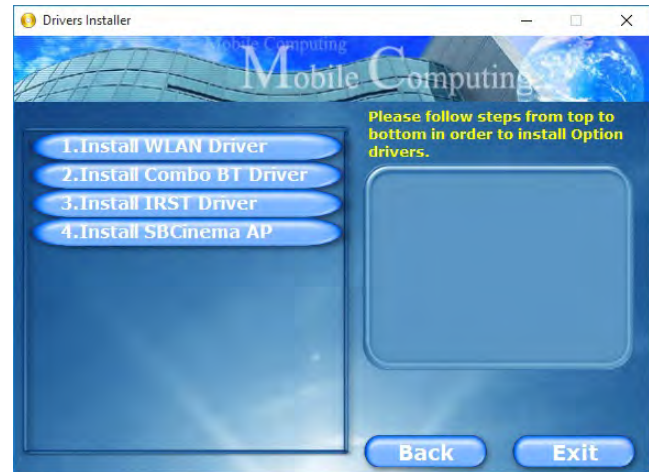 Drivers Installer
Mobile Computing
Mobile Computing
Please follow steps from top to
bottom in order to install Option
drivers.
1.Install WLAN Driver
2.Install Combo BT Driver
3.Install IRST Driver
4.Install SBCinema AP
Back
Exit